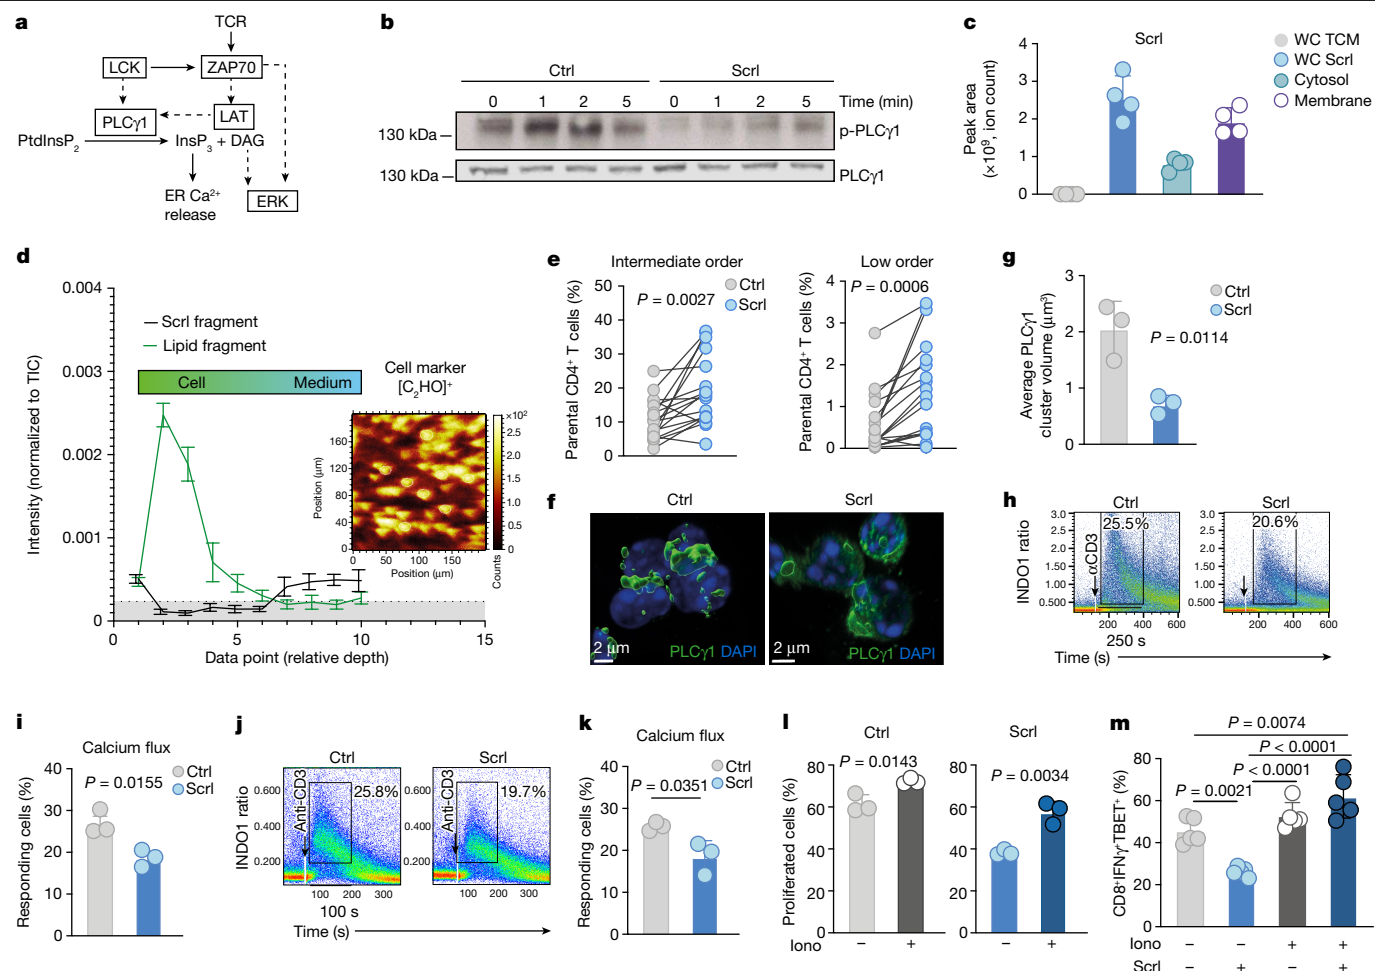 a
TCR
LCK
ZAP70
PLCγ1
LAT
PtdInsP2
InsP3 + DAG
ER Ca2+
release
ERK
b
Ctrl
Scrl
0 1 2 5 0 1 2 5 Time (min)
130 kDa
p-PLCγ1
130 kDa
PLCγ1
c
Scrl
Peak area
(×10⁹, ion count)
4
3
2
1
0
WC TCM
WC Scrl
Cytosol
Membrane
d
Intensity (normalized to TIC)
0.004
0.003
0.002
0.001
0
Scrl fragment
Lipid fragment
Cell Medium
Cell marker
[C2HO]+
×10²
2.5
2.0
1.5
1.0
0.5
0
Counts
Position (μm)
160
120
80
40
0
0 50 100 150
Position (μm)
0 5 10 15
Data point (relative depth)
e
Intermediate order
Parental CD4+ T cells (%)
50
40
30
20
10
0
P = 0.0027
Ctrl
Scrl
Low order
Parental CD4+ T cells (%)
4
3
2
1
0
P = 0.0006
f
Ctrl
Scrl
2 μm
PLCγ1 DAPI
2 μm
PLCγ1 DAPI
g
Average PLCγ1
cluster volume (μm³)
3
2
1
0
Ctrl
Scrl
P = 0.0114
h
Ctrl
Scrl
INDO1 ratio
3.0
2.5
2.0
1.5
1.0
0.500
25.5%
αCD3
200 400 600
250 s
3.0
2.5
2.0
1.5
1.0
0.500
20.6%
200 400 600
Time (s)
i
Calcium flux
Responding cells (%)
40
30
20
10
0
P = 0.0155
Ctrl
Scrl
j
Ctrl
Scrl
INDO1 ratio
0.600
0.400
0.200
Anti-CD3
25.8%
100 200 300
100 s
0.600
0.400
0.200
Anti-CD3
19.7%
100 200 300
Time (s)
k
Calcium flux
Responding cells (%)
40
30
20
10
0
P = 0.0351
Ctrl
Scrl
l
Ctrl
Proliferated cells (%)
80
60
40
20
0
P = 0.0143
Scrl
80
60
40
20
0
P = 0.0034
Iono − + − +
m
CD8+IFNγ+TBET+ (%)
80
60
40
20
0
P = 0.0074
P < 0.0001
P < 0.0001
P = 0.0021
Iono − − + +
Scrl − + − +